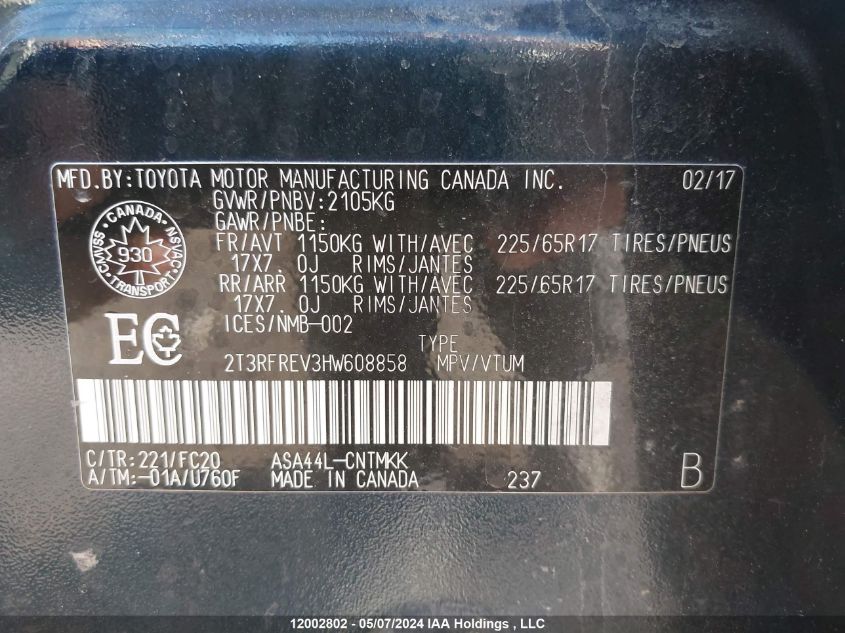 MFD.BY:TOYOTA MOTOR MANUFACTURING CANADA INC. 02/17
GVWR/PNBV:2105KG
GAWR/PNBE:
FR/AVT 1150KG WITH/AVEC 225/65R17 TIRES/PNEUS
17X7. 0J RIMS/JANTES
RR/ARR 1150KG WITH/AVEC 225/65R17 TIRES/PNEUS
17X7. 0J RIMS/JANTES
ICES/NMB-002
CANADA
CMVSS 930 NSVAC
TRANSPORT
EC
TYPE
2T3RFREV3HW608858 MPV/VTUM
C/TR:221/FC20 ASA44L-CNTMKK
A/TM:-01A/U760F MADE IN CANADA 237 B
12002802 - 05/07/2024 IAA Holdings , LLC